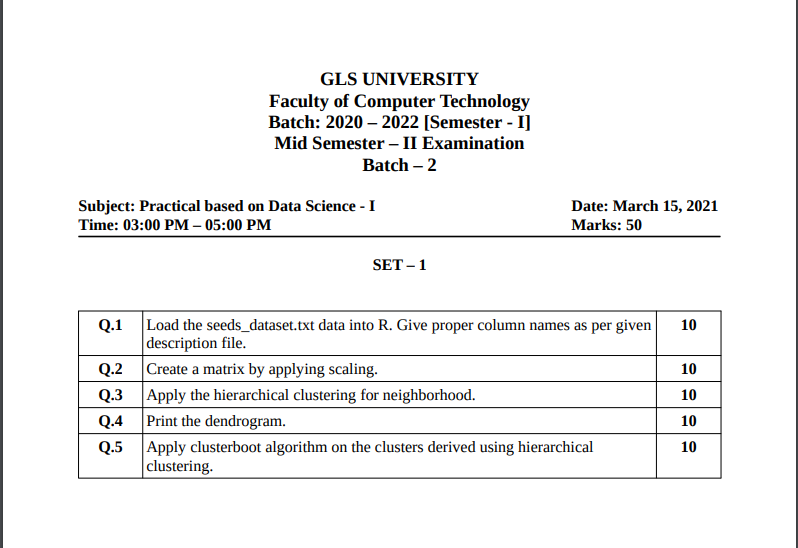 GLS UNIVERSITY
Faculty of Computer Technology
Batch: 2020 – 2022 [Semester - I]
Mid Semester – II Examination
Batch – 2
Subject: Practical based on Data Science - I Date: March 15, 2021
Time: 03:00 PM – 05:00 PM Marks: 50
SET – 1
Q.1 Load the seeds_dataset.txt data into R. Give proper column names as per given 10
description file.
Q.2 Create a matrix by applying scaling. 10
Q.3 Apply the hierarchical clustering for neighborhood. 10
Q.4 Print the dendrogram. 10
Q.5 Apply clusterboot algorithm on the clusters derived using hierarchical 10
clustering.